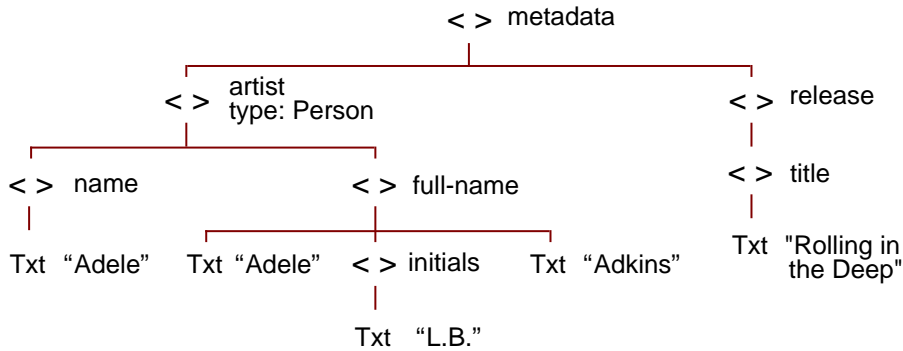 < > metadata
< > artist
type: Person
< > release
< > name
< > full-name
< > title
Txt “Adele”
Txt “Adele”
< > initials
Txt “Adkins”
Txt "Rolling in
the Deep"
Txt “L.B.”